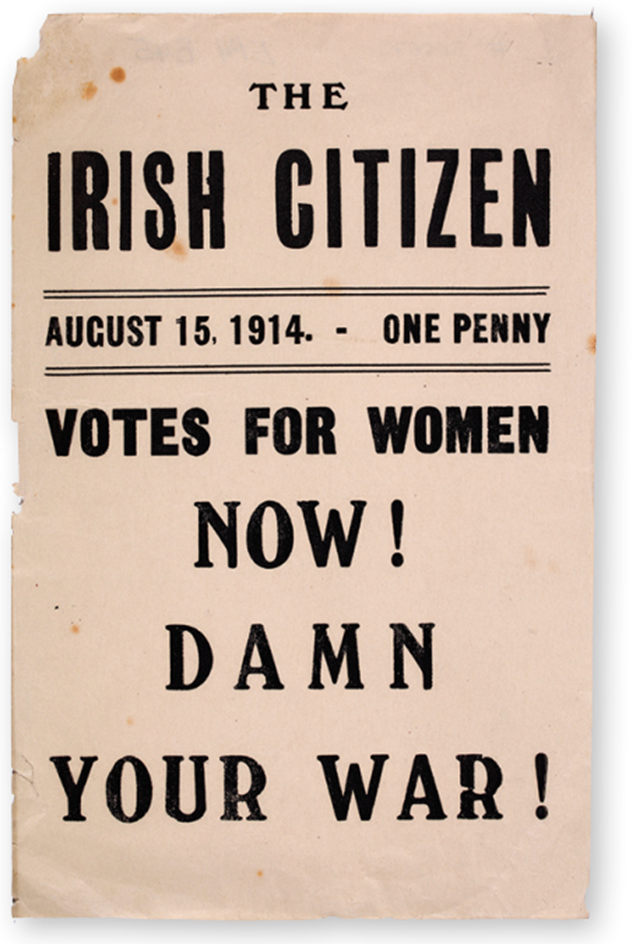 THE
IRISH CITIZEN
AUGUST 15, 1914. - ONE PENNY
VOTES FOR WOMEN
NOW!
DAMN
YOUR WAR!